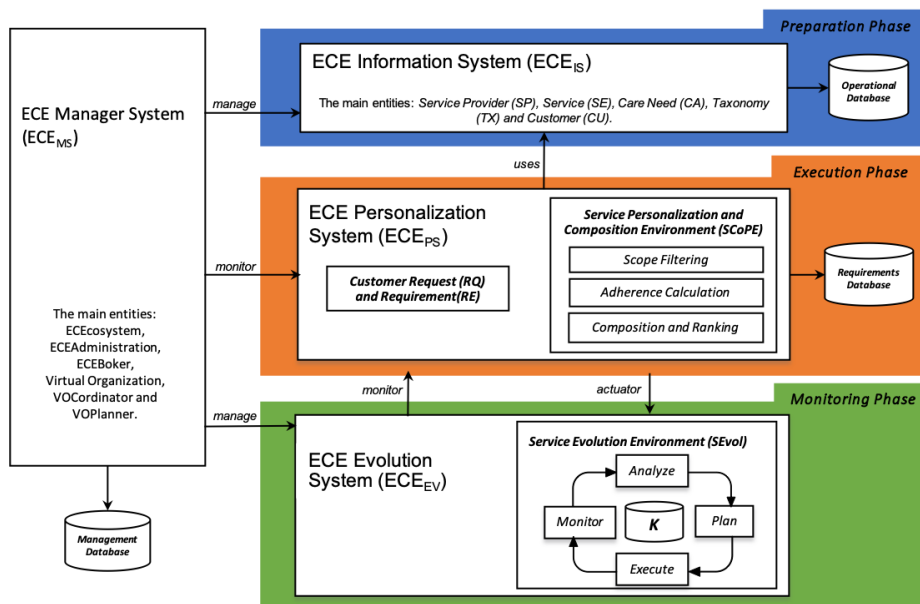 Preparation Phase
ECE Information System (ECEIS)
The main entities: Service Provider (SP), Service (SE), Care Need (CA), Taxonomy
(TX) and Customer (CU).
Operational
Database
manage
ECE Manager System
(ECEMS)
uses
Execution Phase
ECE Personalization
System (ECEPS)
Service Personalization and
Composition Environment (SCoPE)
Scope Filtering
Adherence Calculation
Composition and Ranking
Customer Request (RQ)
and Requirement(RE)
Requirements
Database
monitor
The main entities:
ECEcosystem,
ECEAdministration,
ECEBoker,
Virtual Organization,
VOCordinator and
VOPlanner.
monitor
actuator
manage
Monitoring Phase
ECE Evolution
System (ECEEV)
Service Evolution Environment (SEvol)
Analyze
Monitor
K
Plan
Execute
Management
Database